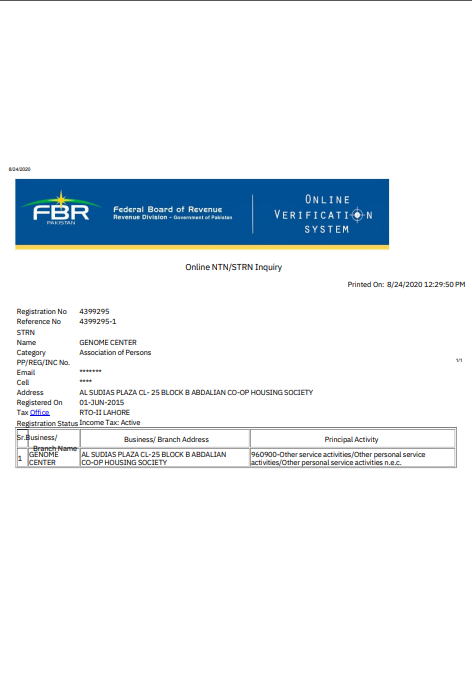 8/24/2020
FBR
PAKISTAN
Federal Board of Revenue
Revenue Division - Government of Pakistan
ONLINE
VERIFICATION
SYSTEM
Online NTN/STRN Inquiry
Printed On: 8/24/2020 12:29:50 PM
Registration No 4399295
Reference No 4399295-1
STRN
Name GENOME CENTER
Category Association of Persons
PP/REG/INC No.
1/1
Email *******
Cell ****
Address AL SUDIAS PLAZA CL- 25 BLOCK B ABDALIAN CO-OP HOUSING SOCIETY
Registered On 01-JUN-2015
Tax Office RTO-II LAHORE
Registration Status Income Tax: Active
Sr. Business/ Branch Name Business/ Branch Address Principal Activity
1 GENOME CENTER AL SUDIAS PLAZA CL- 25 BLOCK B ABDALIAN CO-OP HOUSING SOCIETY 960900-Other service activities/Other personal service activities/Other personal service activities n.e.c.